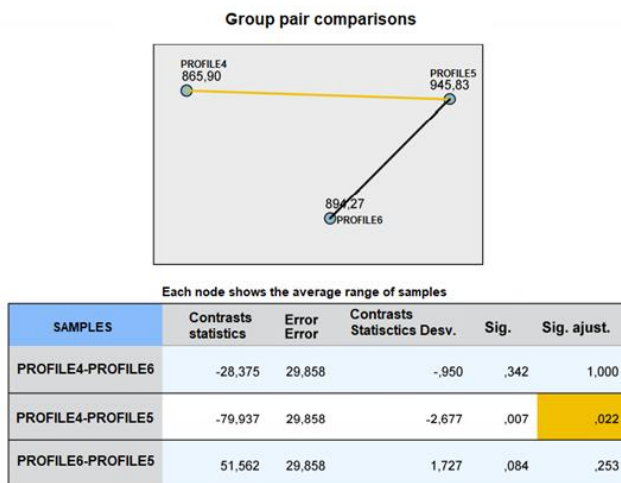 Group pair comparisons
PROFILE4
865,90
PROFILE5
945,83
894,27
PROFILE6
Each node shows the average range of samples
SAMPLES Contrasts statistics Error Error Contrasts Statisctics Desv. Sig. Sig. ajust.
PROFILE4-PROFILE6 -28,375 29,858 -,950 ,342 1,000
PROFILE4-PROFILE5 -79,937 29,858 -2,677 ,007 ,022
PROFILE6-PROFILE5 51,562 29,858 1,727 ,084 ,253